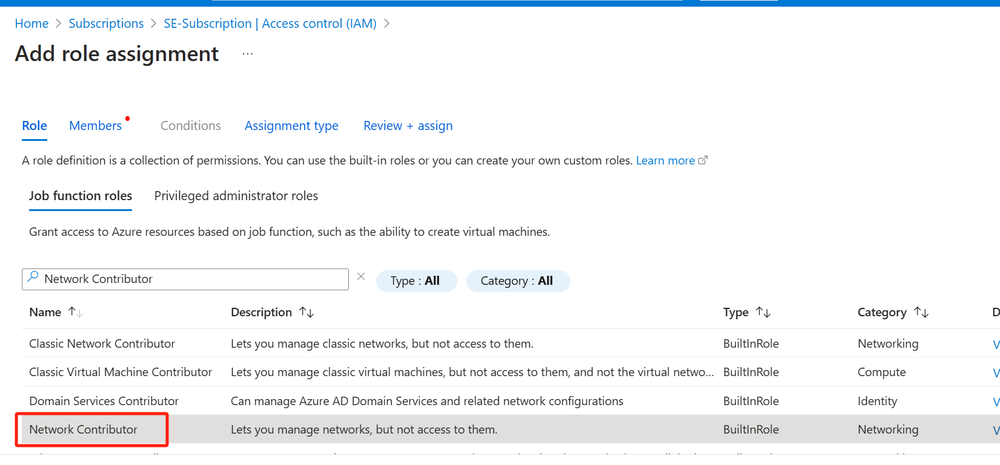 Home > Subscriptions > SE-Subscription | Access control (IAM) >
Add role assignment ...
Role Members Conditions Assignment type Review + assign
A role definition is a collection of permissions. You can use the built-in roles or you can create your own custom roles. Learn more
Job function roles Privileged administrator roles
Grant access to Azure resources based on job function, such as the ability to create virtual machines.
Network Contributor × Type : All Category : All
Name ↑↓ Description ↑↓ Type ↑↓ Category ↑↓ D
Classic Network Contributor Lets you manage classic networks, but not access to them. BuiltInRole Networking V
Classic Virtual Machine Contributor Lets you manage classic virtual machines, but not access to them, and not the virtual netwo... BuiltInRole Compute V
Domain Services Contributor Can manage Azure AD Domain Services and related network configurations BuiltInRole Identity V
Network Contributor Lets you manage networks, but not access to them. BuiltInRole Networking V